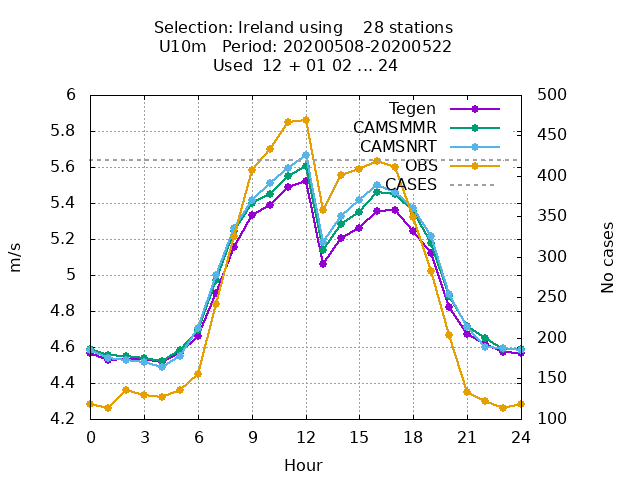 Selection: Ireland using 28 stations
U10m Period: 20200508-20200522
Used 12 + 01 02 ... 24
6
5.8
5.6
5.4
5.2
5
4.8
4.6
4.4
4.2
m/s
500
450
400
350
300
250
200
150
100
No cases
Tegen
CAMSMMR
CAMSNRT
OBS
CASES
0 3 6 9 12 15 18 21 24
Hour